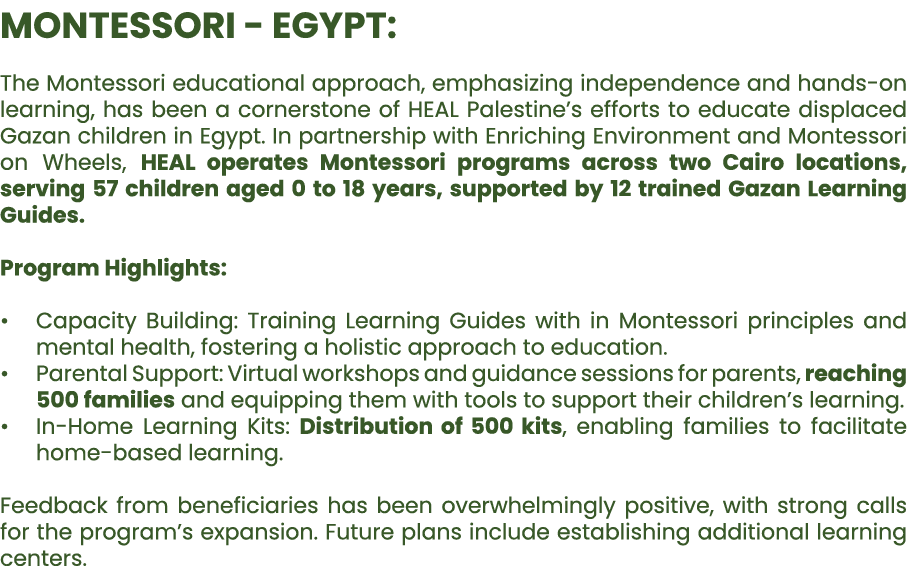 MONTESSORI - EGYPT:
The Montessori educational approach, emphasizing independence and hands-on
learning, has been a cornerstone of HEAL Palestine’s efforts to educate displaced
Gazan children in Egypt. In partnership with Enriching Environment and Montessori
on Wheels, HEAL operates Montessori programs across two Cairo locations,
serving 57 children aged 0 to 18 years, supported by 12 trained Gazan Learning
Guides.
Program Highlights:
• Capacity Building: Training Learning Guides with in Montessori principles and
mental health, fostering a holistic approach to education.
• Parental Support: Virtual workshops and guidance sessions for parents, reaching
500 families and equipping them with tools to support their children’s learning.
• In-Home Learning Kits: Distribution of 500 kits, enabling families to facilitate
home-based learning.
Feedback from beneficiaries has been overwhelmingly positive, with strong calls
for the program’s expansion. Future plans include establishing additional learning
centers.